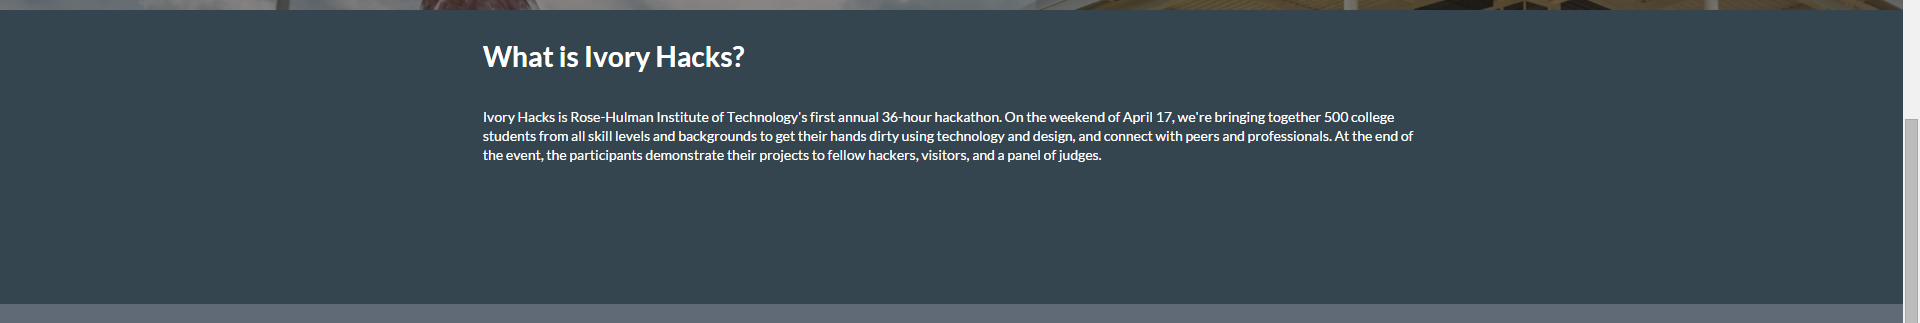 What is Ivory Hacks?
Ivory Hacks is Rose-Hulman Institute of Technology's first annual 36-hour hackathon. On the weekend of April 17, we're bringing together 500 college
students from all skill levels and backgrounds to get their hands dirty using technology and design, and connect with peers and professionals. At the end of
the event, the participants demonstrate their projects to fellow hackers, visitors, and a panel of judges.